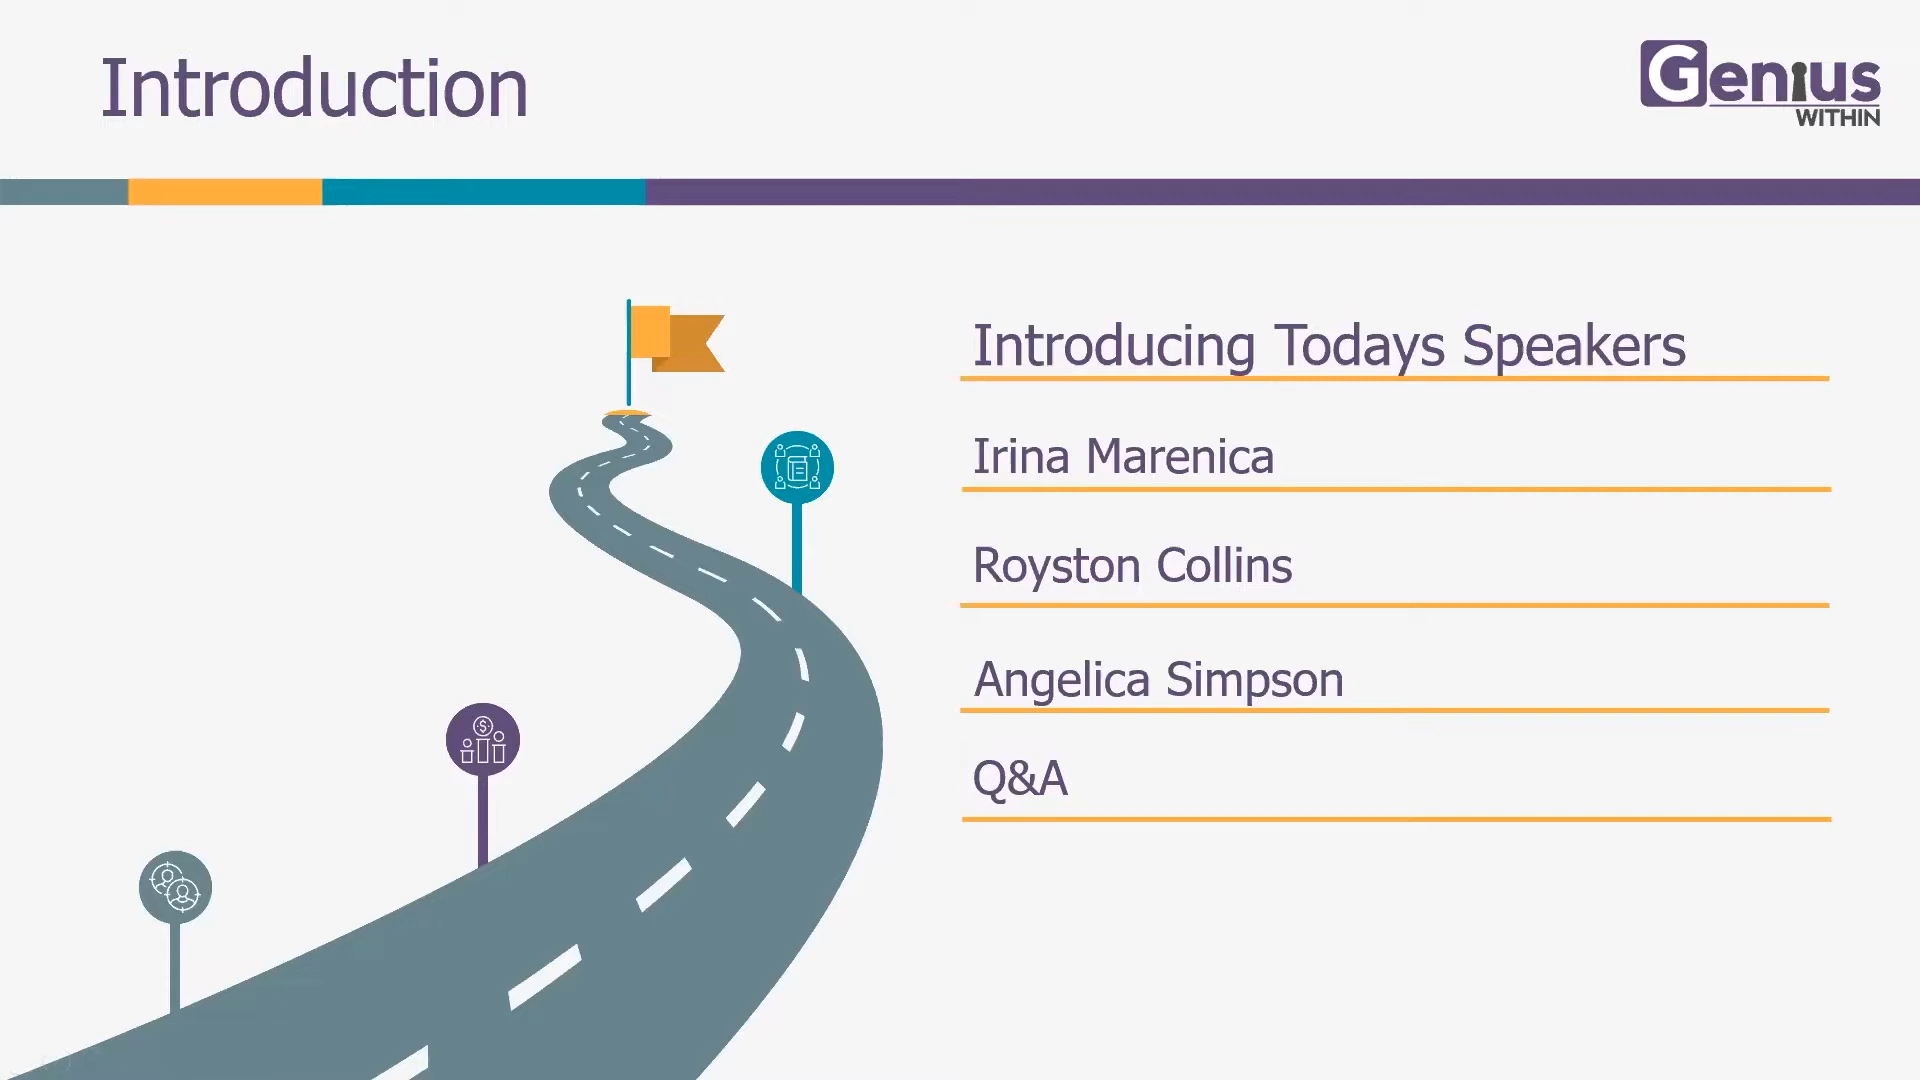 Introduction
Genius
WITHIN
Introducing Todays Speakers
Irina Marenica
Royston Collins
Angelica Simpson
Q&A
$